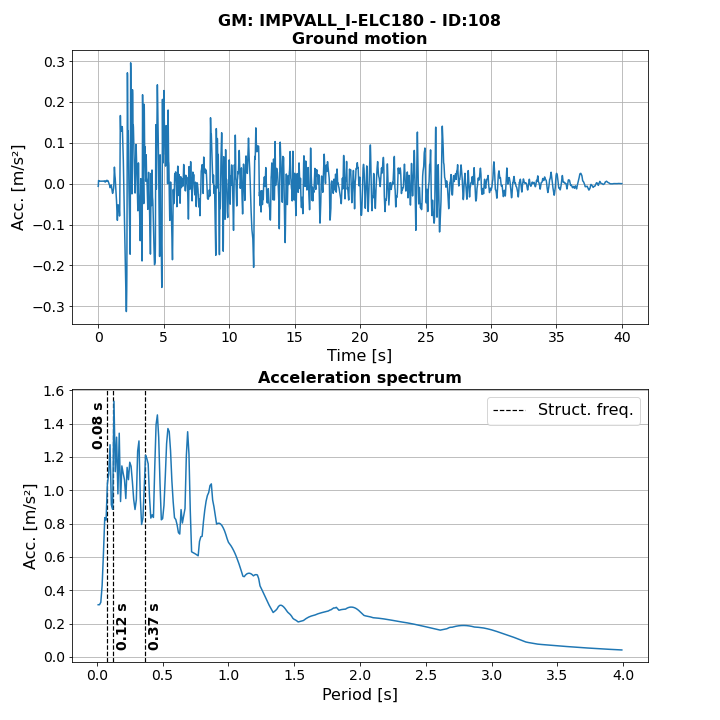 GM: IMPVALL_I-ELC180 - ID:108
Ground motion
0.3
0.2
0.1
0.0
−0.1
−0.2
−0.3
Acc. [m/s²]
0 5 10 15 20 25 30 35 40
Time [s]
Acceleration spectrum
1.6
1.4
1.2
1.0
0.8
0.6
0.4
0.2
0.0
Acc. [m/s²]
0.08 s
0.12 s
0.37 s
Struct. freq.
0.0 0.5 1.0 1.5 2.0 2.5 3.0 3.5 4.0
Period [s]